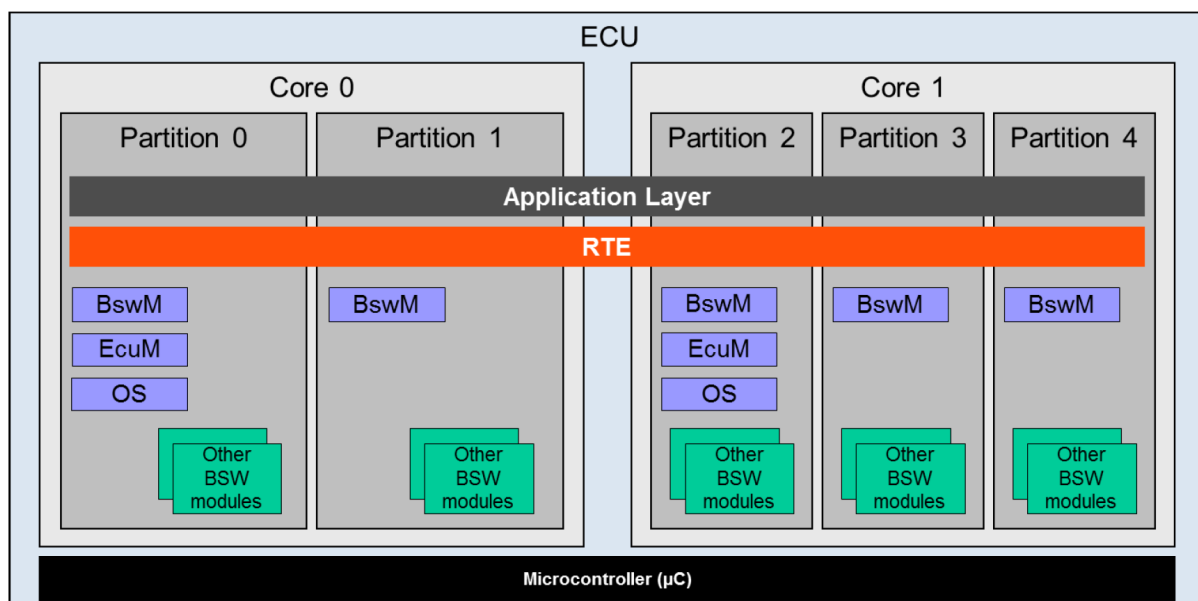 ECU
Core 0
Core 1
Partition 0
Partition 1
Partition 2
Partition 3
Partition 4
Application Layer
RTE
BswM
BswM
BswM
BswM
BswM
EcuM
EcuM
OS
OS
Other
BSW
modules
Other
BSW
modules
Other
BSW
modules
Other
BSW
modules
Other
BSW
modules
Microcontroller (µC)